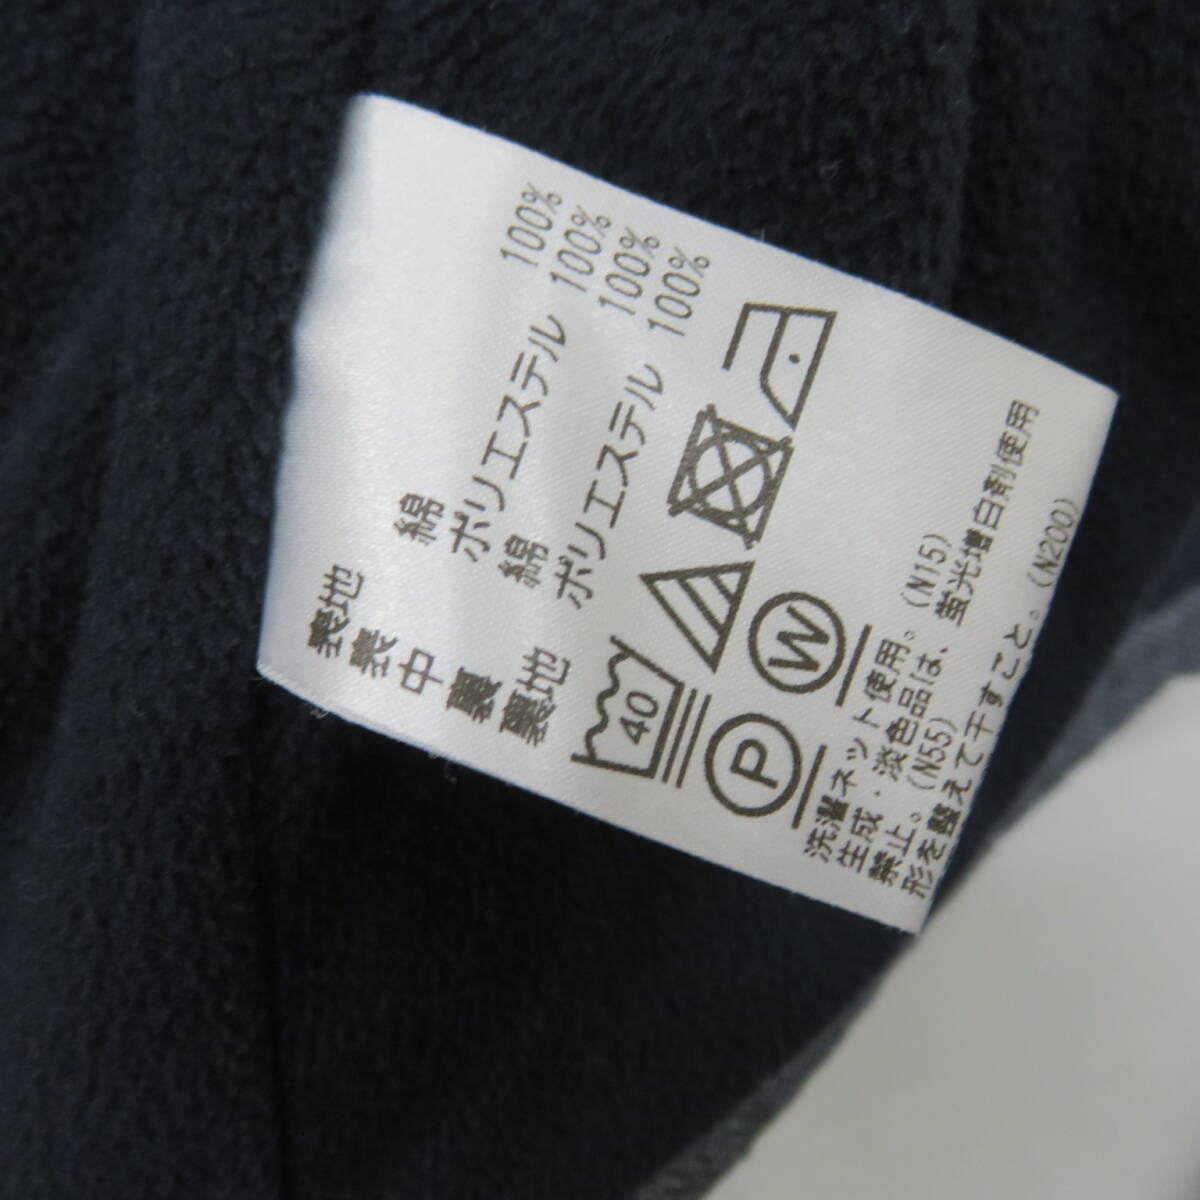 表地
表 綿 100%
中 ポリエステル 100%
裏 綿 100%
裏地 ポリエステル 100%
40
P W
洗濯ネット使用。(N15)
生成・淡色品は、蛍光増白剤使用
禁止。(N55)
形を整えて干すこと。(N200)